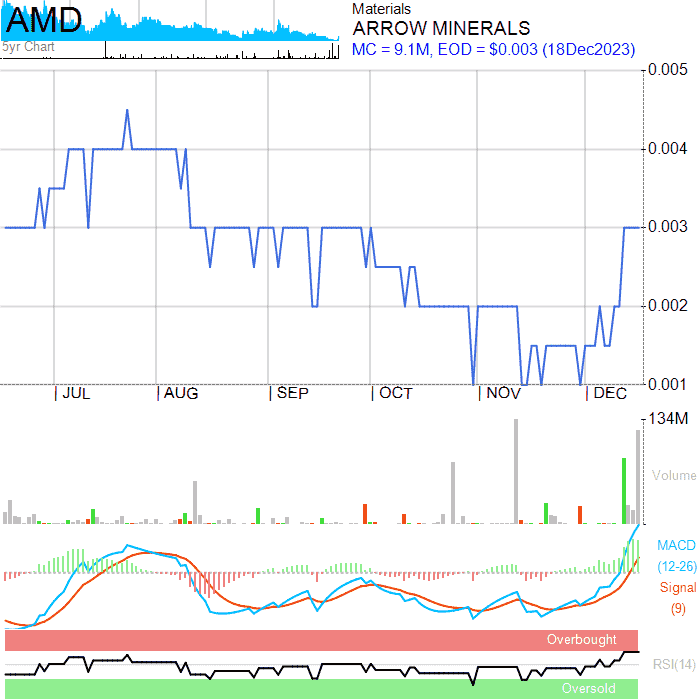 AMD
5yr Chart
Materials
ARROW MINERALS
MC = 9.1M, EOD = $0.003 (18Dec2023)
0.005
0.004
0.003
0.002
0.001
JUL
AUG
SEP
OCT
NOV
DEC
134M
Volume
MACD
(12-26)
Signal
(9)
Overbought
RSI(14)
Oversold